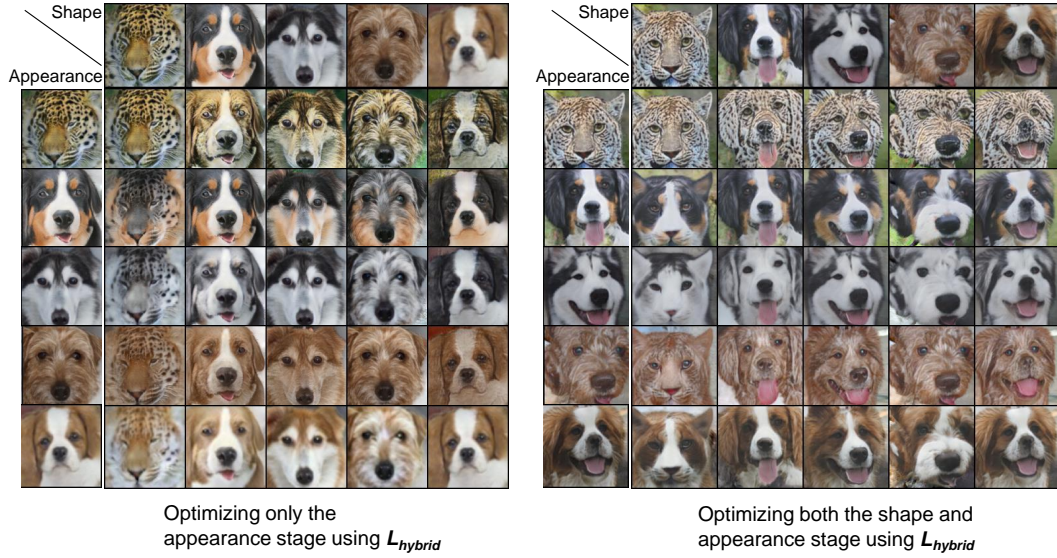 Shape
Appearance
Shape
Appearance
Optimizing only the
appearance stage using L_hybrid
Optimizing both the shape and
appearance stage using L_hybrid